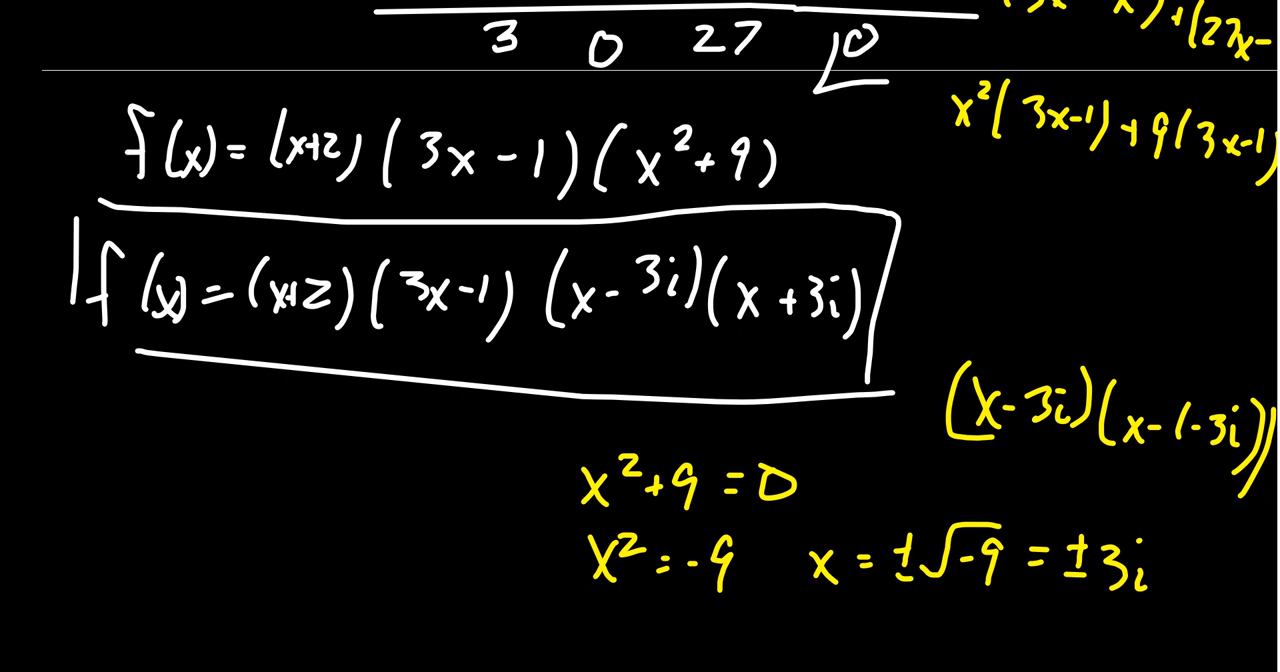 3 0 27 0
+(27x-
x²(3x-1)+9(3x-1)
f(x)=(x+2)(3x-1)(x²+9)
f(x)=(x+2)(3x-1)(x-3i)(x+3i)
(x-3i)(x-(-3i))
x²+9=0
x²=-9 x=±√-9=±3i